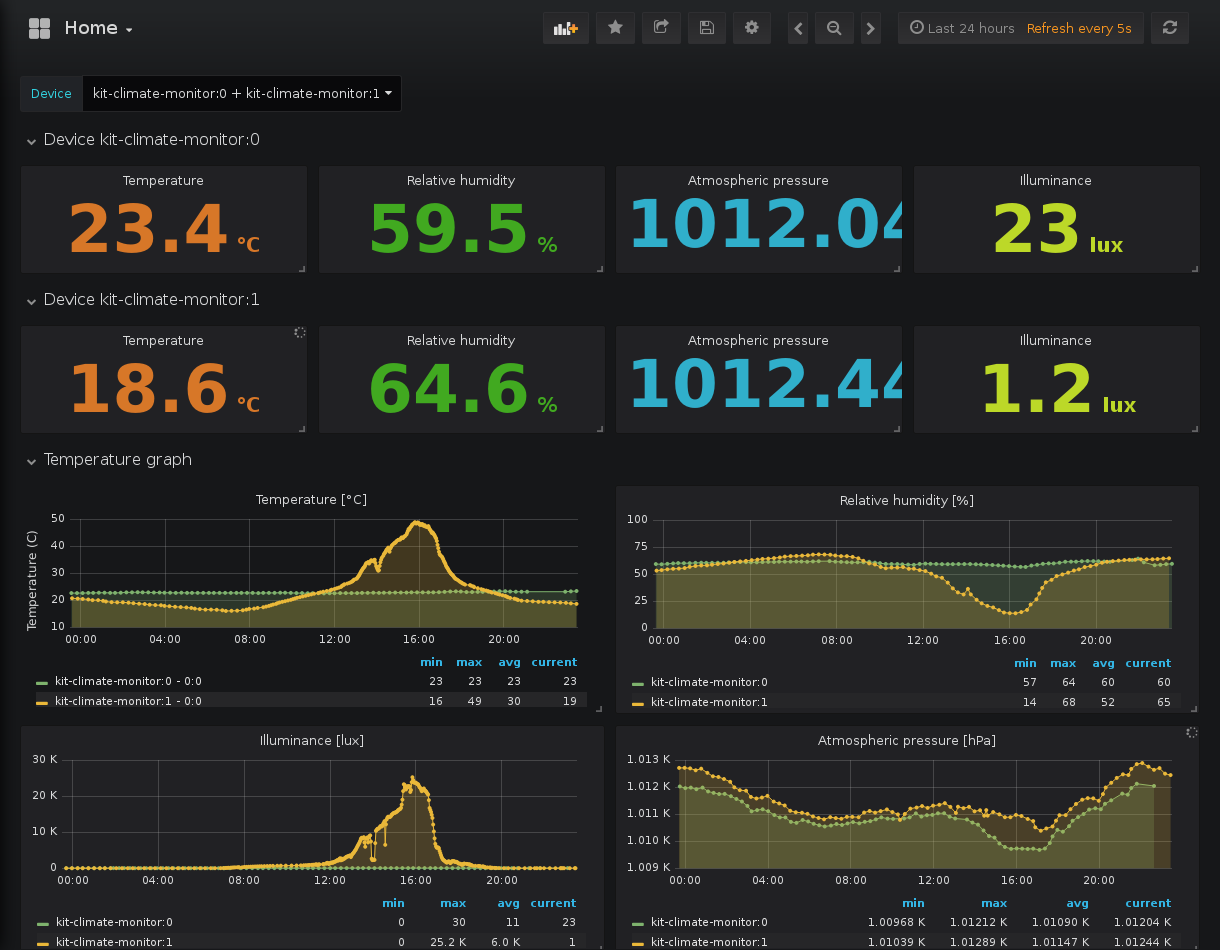 Home
Last 24 hours Refresh every 5s
Device kit-climate-monitor:0 + kit-climate-monitor:1
Device kit-climate-monitor:0
Temperature Relative humidity Atmospheric pressure Illuminance
23.4 °C 59.5 % 1012.04 23 lux
Device kit-climate-monitor:1
Temperature Relative humidity Atmospheric pressure Illuminance
18.6 °C 64.6 % 1012.44 1.2 lux
Temperature graph
Temperature [°C]
Temperature (C)
50
40
30
20
10
00:00 04:00 08:00 12:00 16:00 20:00
min max avg current
kit-climate-monitor:0 - 0:0 23 23 23 23
kit-climate-monitor:1 - 0:0 16 49 30 19
Relative humidity [%]
100
75
50
25
0
00:00 04:00 08:00 12:00 16:00 20:00
min max avg current
kit-climate-monitor:0 57 64 60 60
kit-climate-monitor:1 14 68 52 65
Illuminance [lux]
30 K
20 K
10 K
0
00:00 04:00 08:00 12:00 16:00 20:00
min max avg current
kit-climate-monitor:0 0 30 11 23
kit-climate-monitor:1 0 25.2 K 6.0 K 1
Atmospheric pressure [hPa]
1.013 K
1.012 K
1.011 K
1.010 K
1.009 K
00:00 04:00 08:00 12:00 16:00 20:00
min max avg current
kit-climate-monitor:0 1.00968 K 1.01212 K 1.01090 K 1.01204 K
kit-climate-monitor:1 1.01039 K 1.01289 K 1.01147 K 1.01244 K